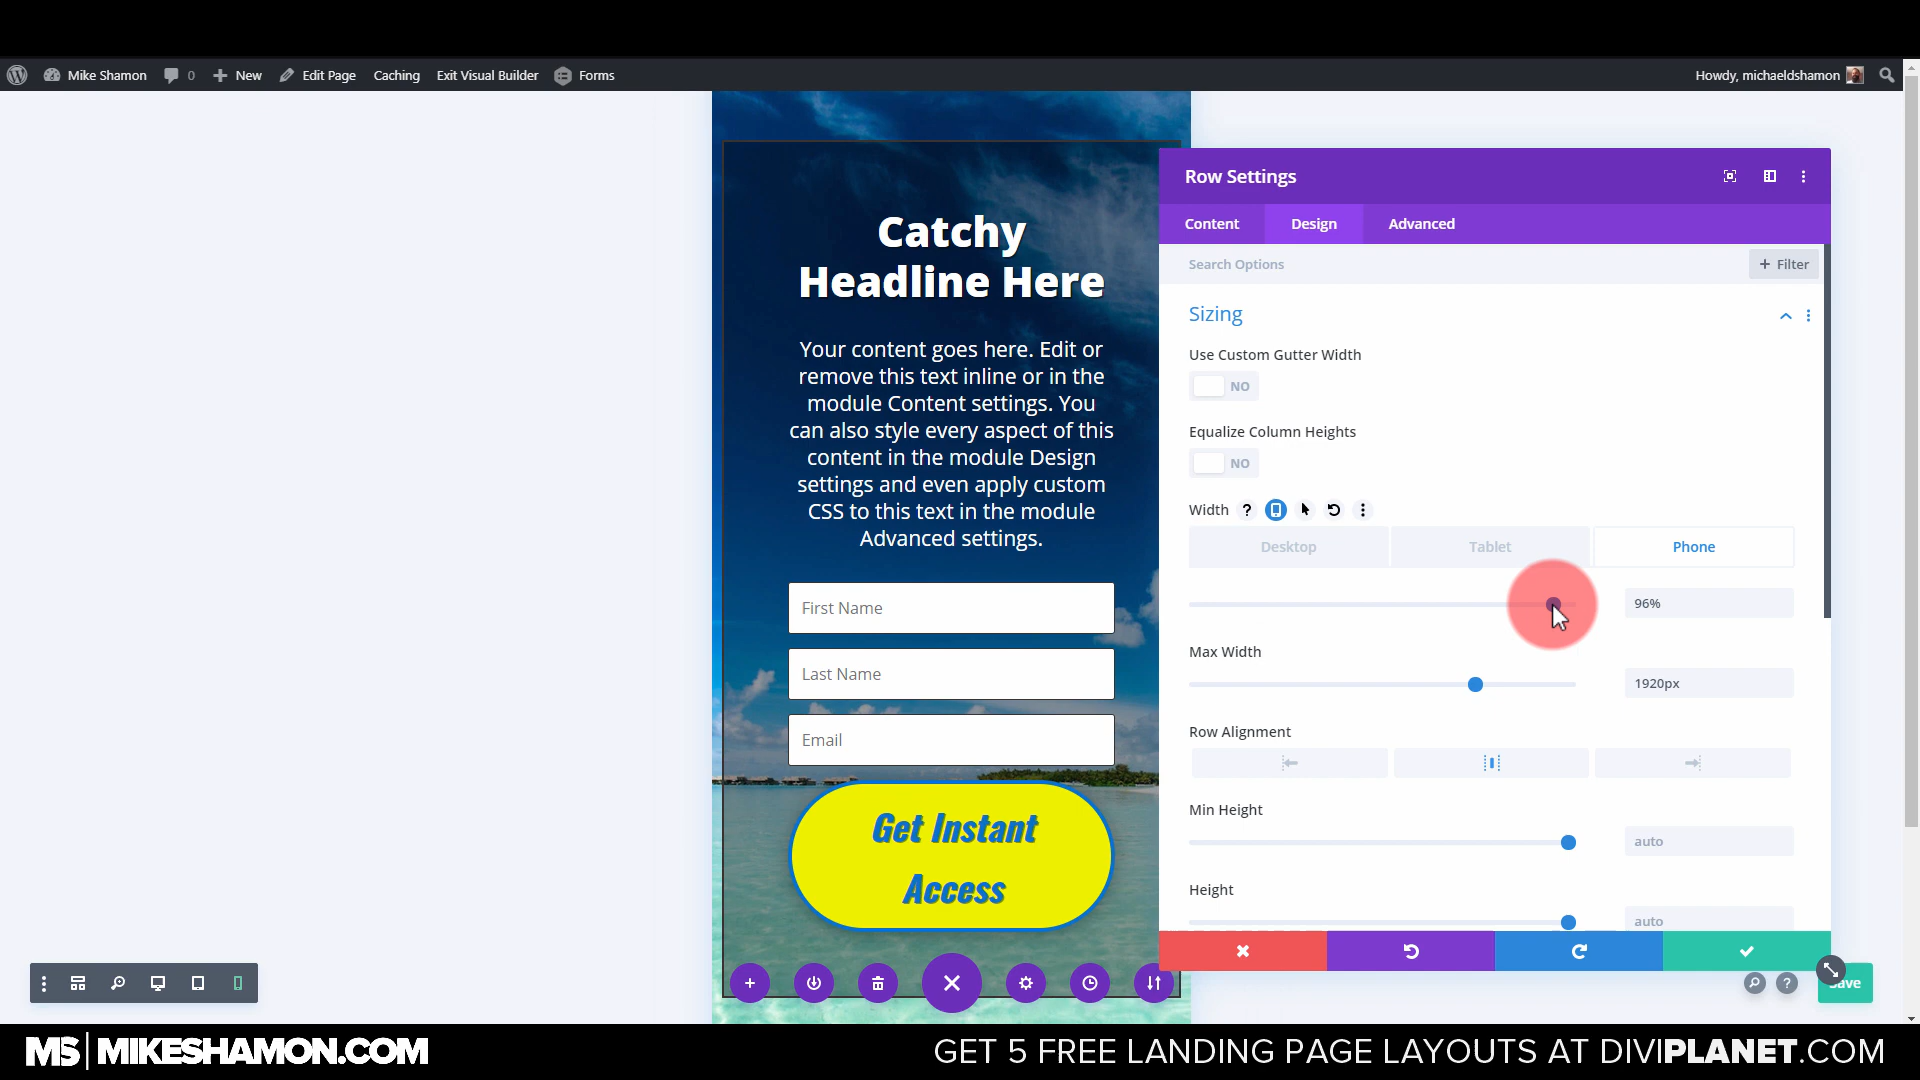 Mike Shamon 0 New Edit Page Caching Exit Visual Builder Forms Howdy, michaeldshamon
Catchy
Headline Here
Your content goes here. Edit or
remove this text inline or in the
module Content settings. You
can also style every aspect of this
content in the module Design
settings and even apply custom
CSS to this text in the module
Advanced settings.
First Name
Last Name
Email
Get Instant
Access
Row Settings
Content Design Advanced
Search Options + Filter
Sizing
Use Custom Gutter Width
NO
Equalize Column Heights
NO
Width ?
Desktop Tablet Phone
96%
Max Width
1920px
Row Alignment
Min Height
auto
Height
auto
?
MS MIKESHAMON.COM
GET 5 FREE LANDING PAGE LAYOUTS AT DIVIPLANET.COM